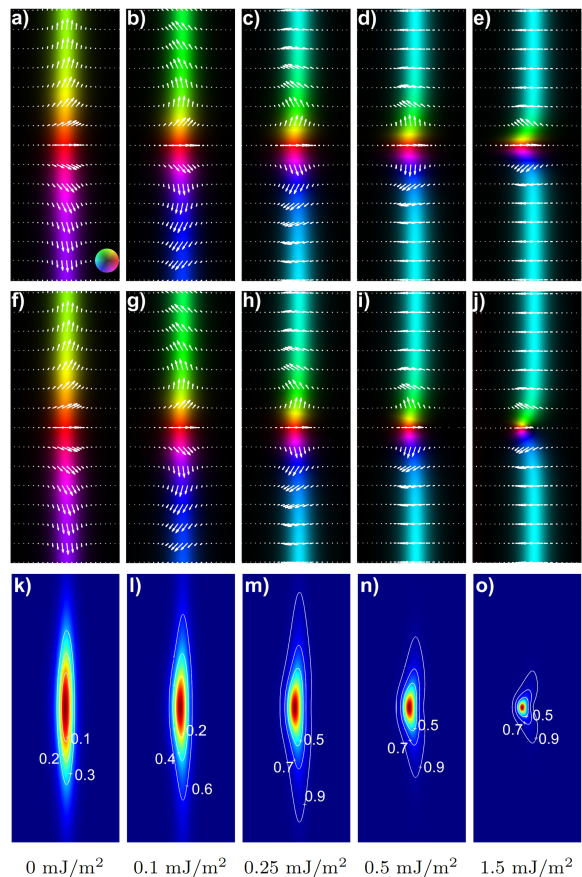 a) b) c) d) e)
f) g) h) i) j)
k) l) m) n) o)
0.1 0.2 0.3
0.2 0.4 0.6
0.5 0.7 0.9
0.5 0.7 0.9
0.5 0.7 0.9
0 mJ/m² 0.1 mJ/m² 0.25 mJ/m² 0.5 mJ/m² 1.5 mJ/m²